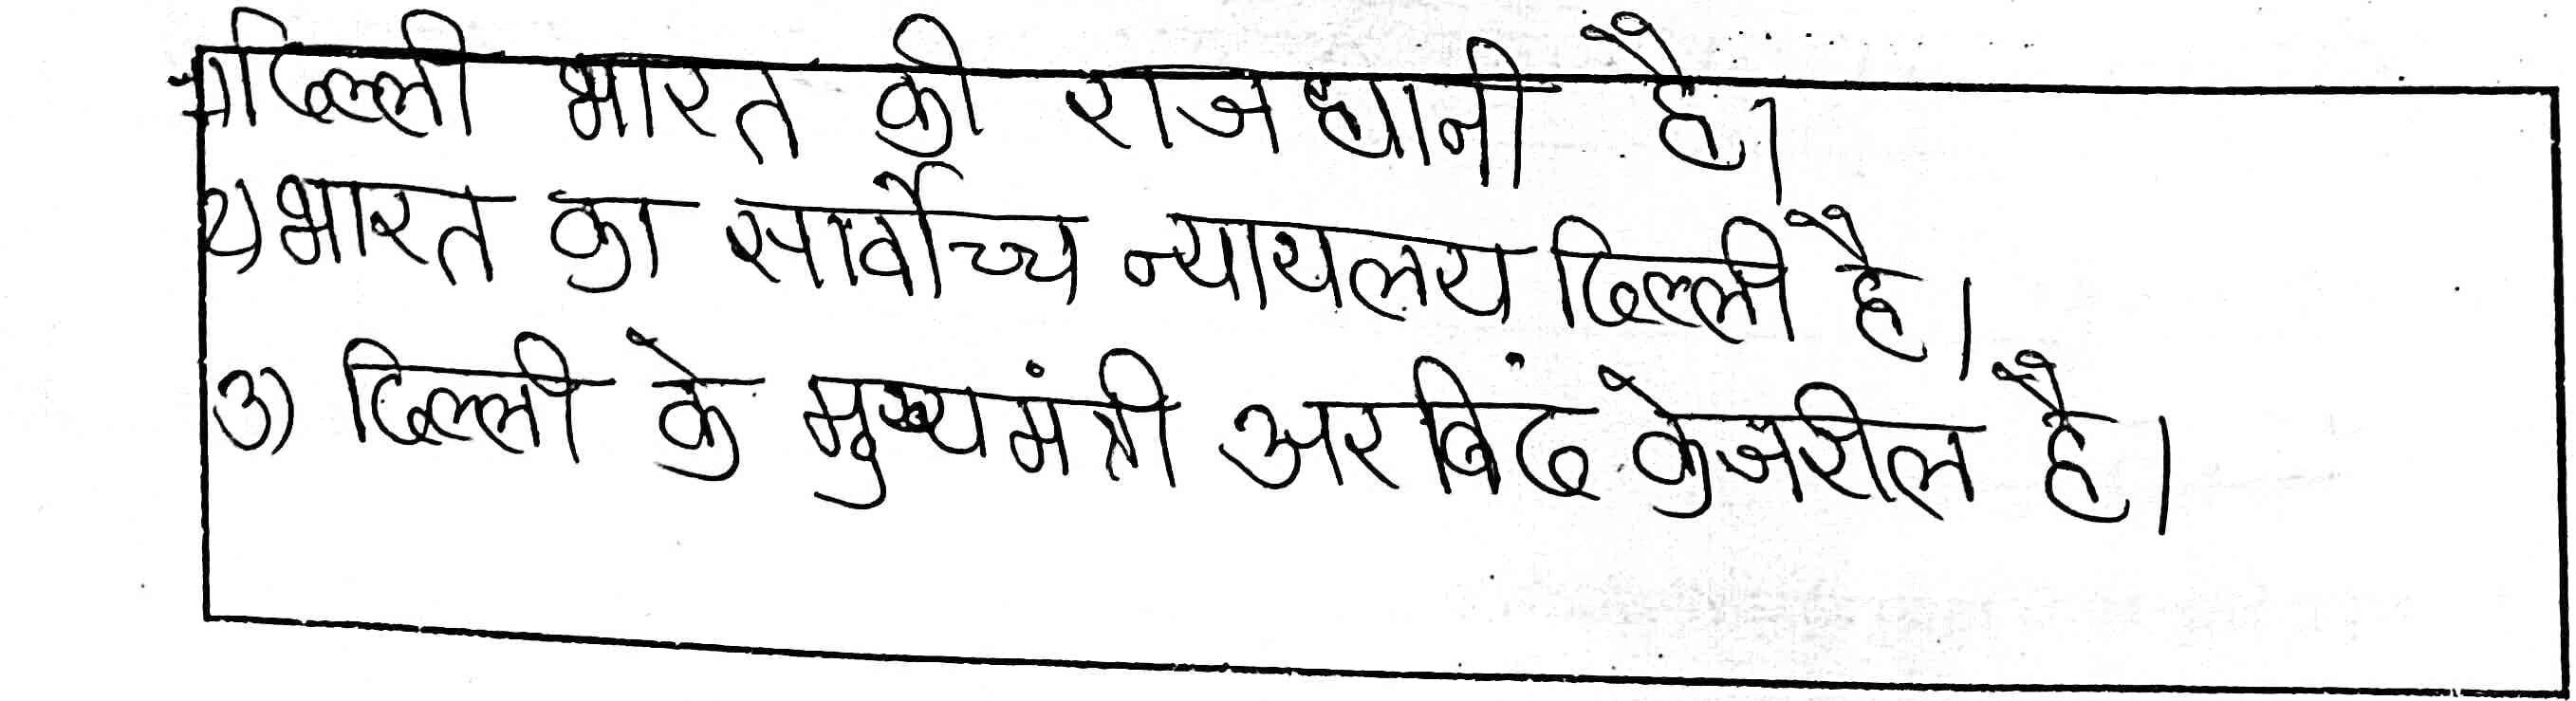 1) दिल्ली भारत की राजधानी है।
2) भारत का सार्वोच्च न्यायलय दिल्ली है।
3) दिल्ली के मुख्यमंत्री अरविंद केजरील है।